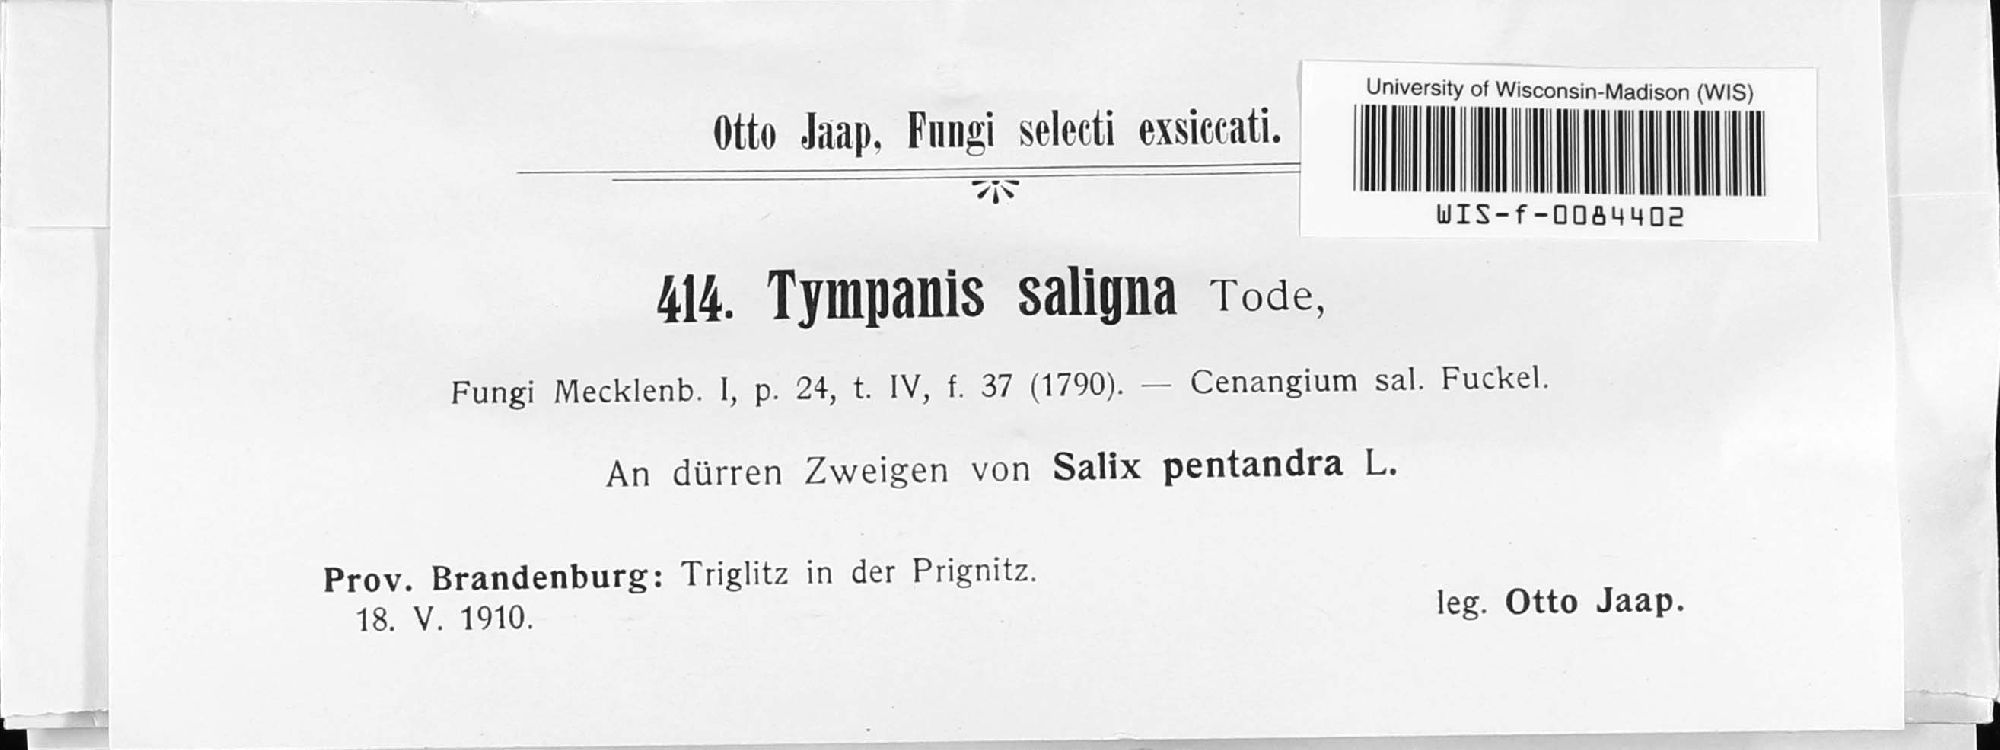 Otto Jaap, Fungi selecti exsiccati.
University of Wisconsin-Madison (WIS)
WIS-f-0084402
414. Tympanis saligna Tode,
Fungi Mecklenb. I, p. 24, t. IV, f. 37 (1790). — Cenangium sal. Fuckel.
An dürren Zweigen von Salix pentandra L.
Prov. Brandenburg: Triglitz in der Prignitz.
18. V. 1910.
leg. Otto Jaap.